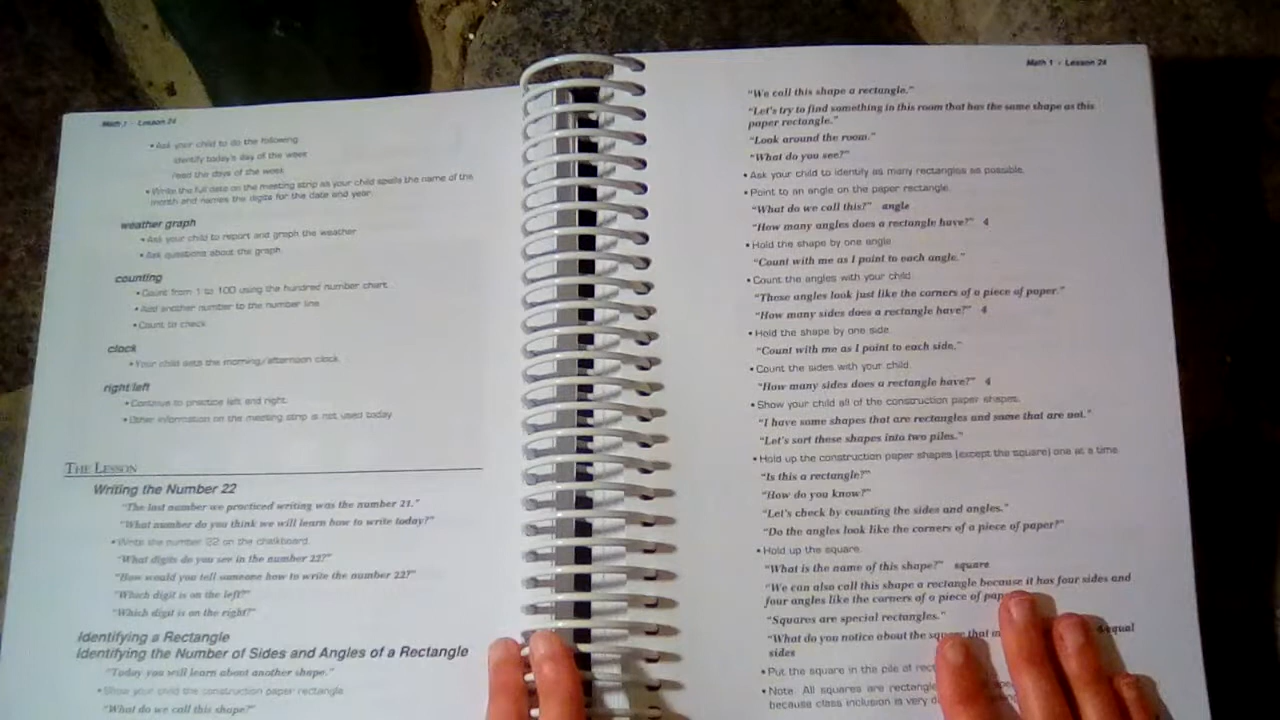 Math 1 - Lesson 24
• Ask your child to do the following:
identify today's day of the week
read the days of the week
• Write the full date on the meeting strip as your child spells the name of the
month and names the digits for the date and year.
weather graph
• Ask your child to report and graph the weather.
• Ask questions about the graph.
counting
• Count from 1 to 100 using the hundred number chart.
• Add another number to the number line.
• Count to check.
clock
• Your child sets the morning/afternoon clock.
right/left
• Continue to practice left and right.
• Other information on the meeting strip is not used today.
THE LESSON
Writing the Number 22
"The last number we practiced writing was the number 21."
"What number do you think we will learn how to write today?"
• Write the number 22 on the chalkboard.
"What digits do you see in the number 22?"
"How would you tell someone how to write the number 22?"
"Which digit is on the left?"
"Which digit is on the right?"
Identifying a Rectangle
Identifying the Number of Sides and Angles of a Rectangle
"Today you will learn about another shape."
• Show your child the construction paper rectangle.
"What do we call this shape?"
Math 1 - Lesson 24
"We call this shape a rectangle."
"Let's try to find something in this room that has the same shape as this
paper rectangle."
"Look around the room."
"What do you see?"
• Ask your child to identify as many rectangles as possible.
• Point to an angle on the paper rectangle.
"What do we call this?" angle
"How many angles does a rectangle have?" 4
• Hold the shape by one angle.
"Count with me as I point to each angle."
• Count the angles with your child.
"These angles look just like the corners of a piece of paper."
"How many sides does a rectangle have?" 4
• Hold the shape by one side.
"Count with me as I point to each side."
• Count the sides with your child.
"How many sides does a rectangle have?" 4
• Show your child all of the construction paper shapes.
"I have some shapes that are rectangles and some that are not."
"Let's sort these shapes into two piles."
• Hold up the construction paper shapes (except the square) one at a time.
"Is this a rectangle?"
"How do you know?"
"Let's check by counting the sides and angles."
"Do the angles look like the corners of a piece of paper?"
• Hold up the square.
"What is the name of this shape?" square
"We can also call this shape a rectangle because it has four sides and
four angles like the corners of a piece of
"Squares are special rectangles."
"What do you notice about the square that equal
sides
• Put the square in the pile of
• Note: All squares are
because class inclusion is very